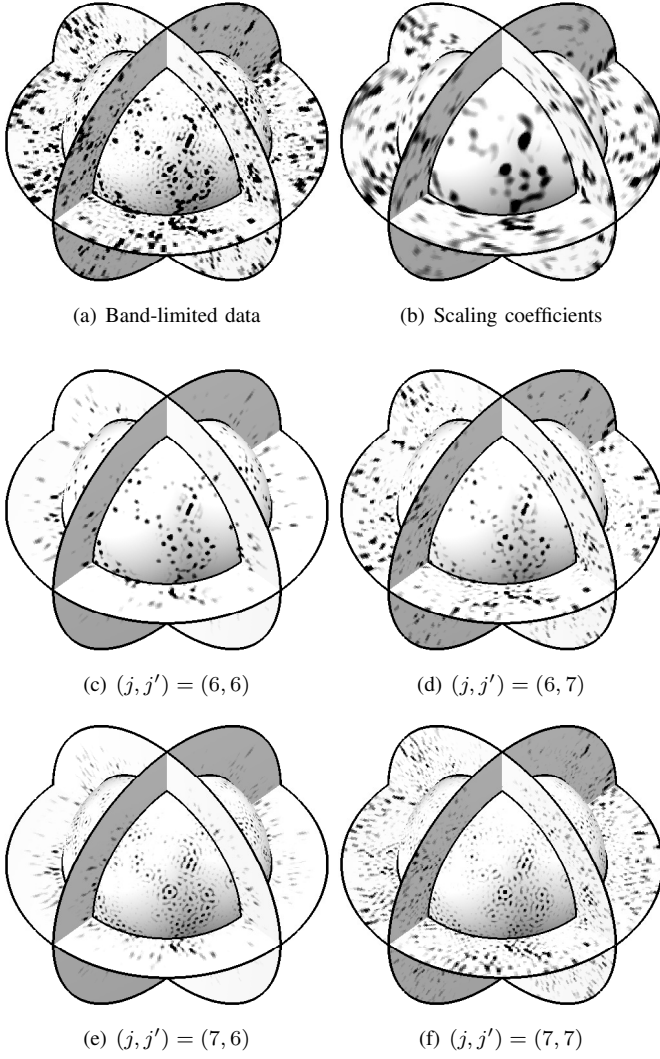 (a) Band-limited data
(b) Scaling coefficients
(c) (j, j′) = (6, 6)
(d) (j, j′) = (6, 7)
(e) (j, j′) = (7, 6)
(f) (j, j′) = (7, 7)